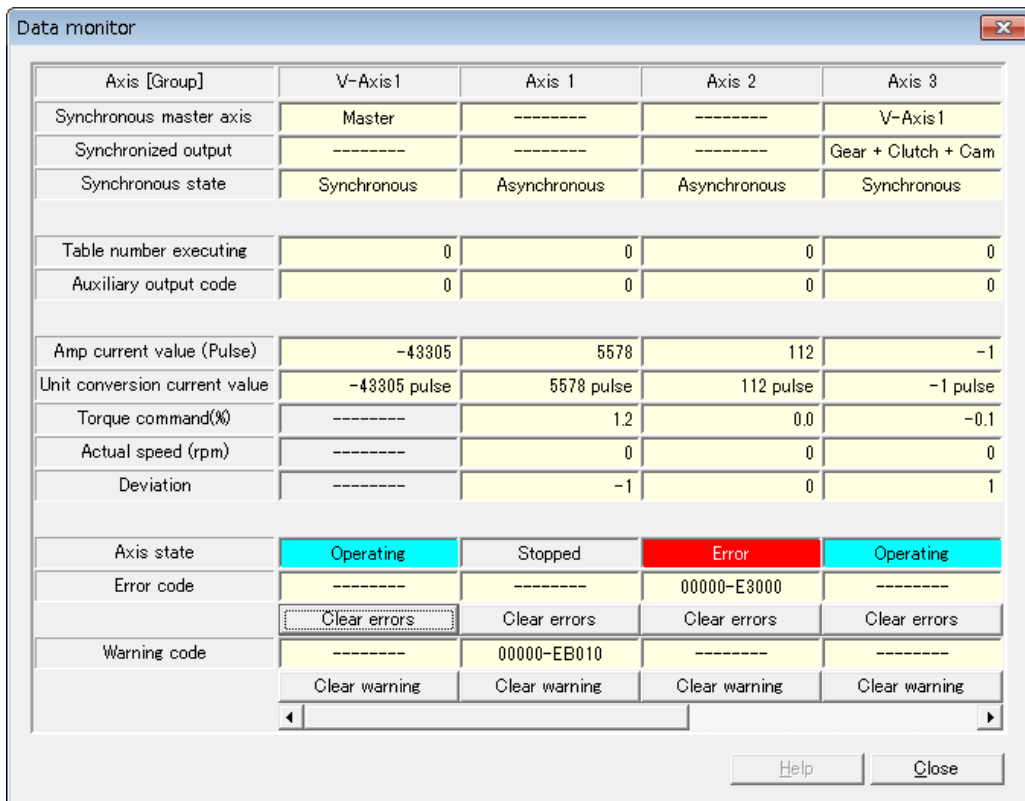 Data monitor
Axis [Group] V-Axis1 Axis 1 Axis 2 Axis 3
Synchronous master axis Master -------- -------- V-Axis1
Synchronized output -------- -------- -------- Gear + Clutch + Cam
Synchronous state Synchronous Asynchronous Asynchronous Synchronous
Table number executing 0 0 0 0
Auxiliary output code 0 0 0 0
Amp current value (Pulse) -43305 5578 112 -1
Unit conversion current value -43305 pulse 5578 pulse 112 pulse -1 pulse
Torque command(%) -------- 1.2 0.0 -0.1
Actual speed (rpm) -------- 0 0 0
Deviation -------- -1 0 1
Axis state Operating Stopped Error Operating
Error code -------- -------- 00000-E3000 --------
Clear errors Clear errors Clear errors Clear errors
Warning code -------- 00000-EB010 -------- --------
Clear warning Clear warning Clear warning Clear warning
Help Close